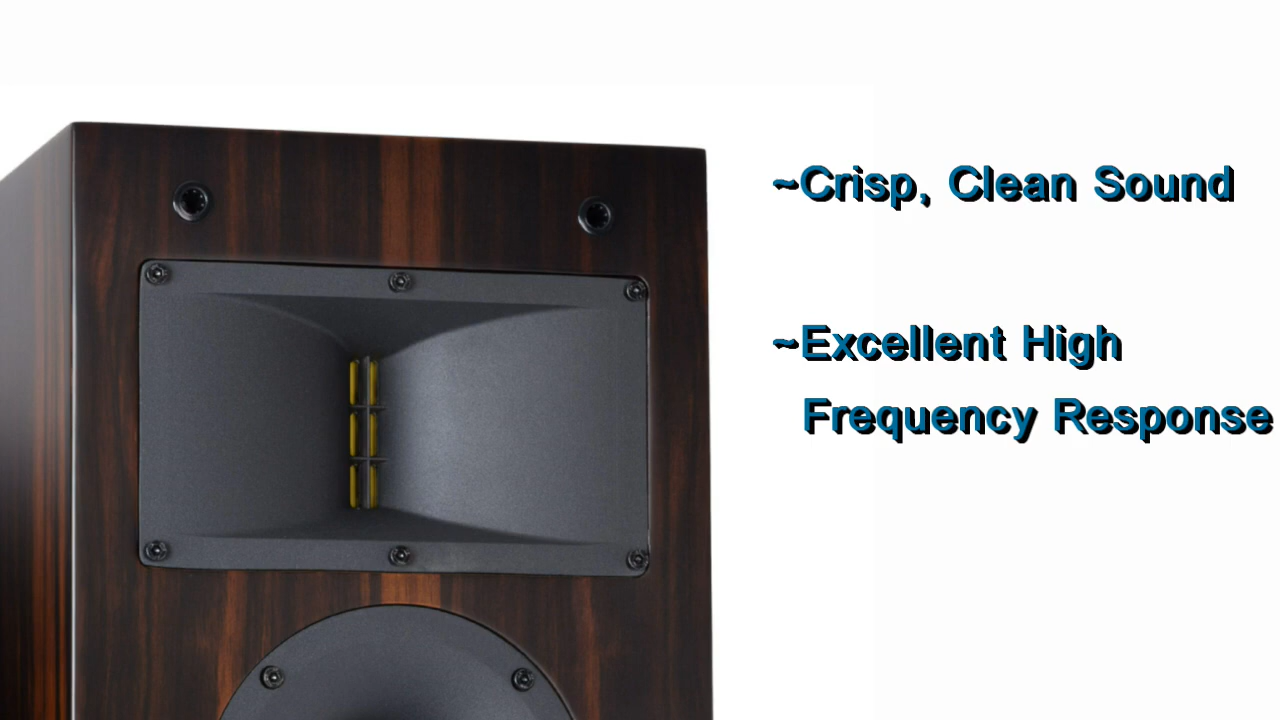 ~Crisp, Clean Sound
~Excellent High
Frequency Response